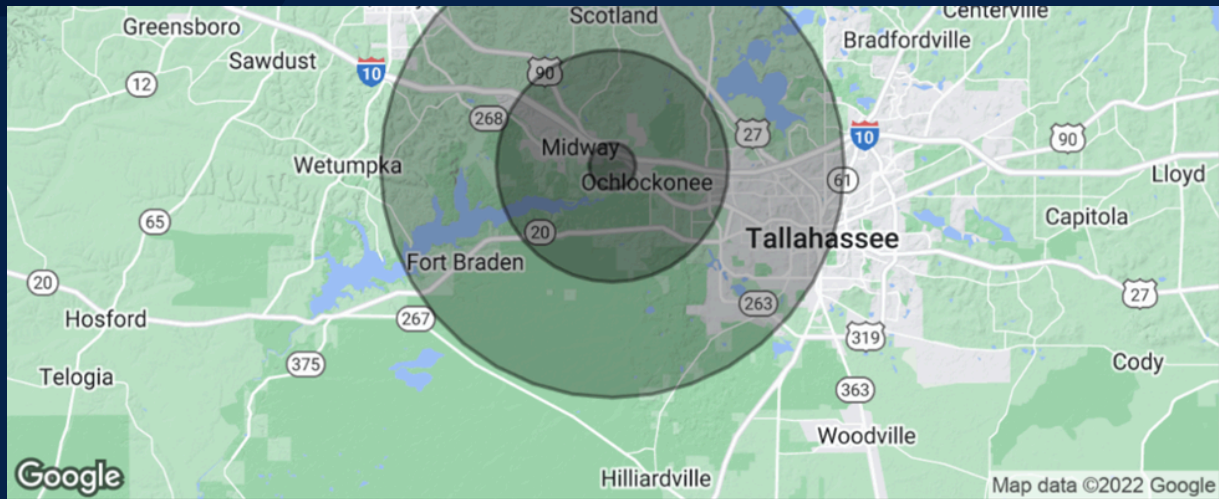 Scotland
Centerville
Greensboro
Bradfordville
Sawdust
10
90
12
268
27
10
90
Midway
Wetumpka
Ochlockonee
61
Lloyd
65
Capitola
20
Tallahassee
Fort Braden
20
27
Hosford
267
263
319
375
Cody
Telogia
363
Woodville
Hilliardville
Google
Map data ©2022 Google